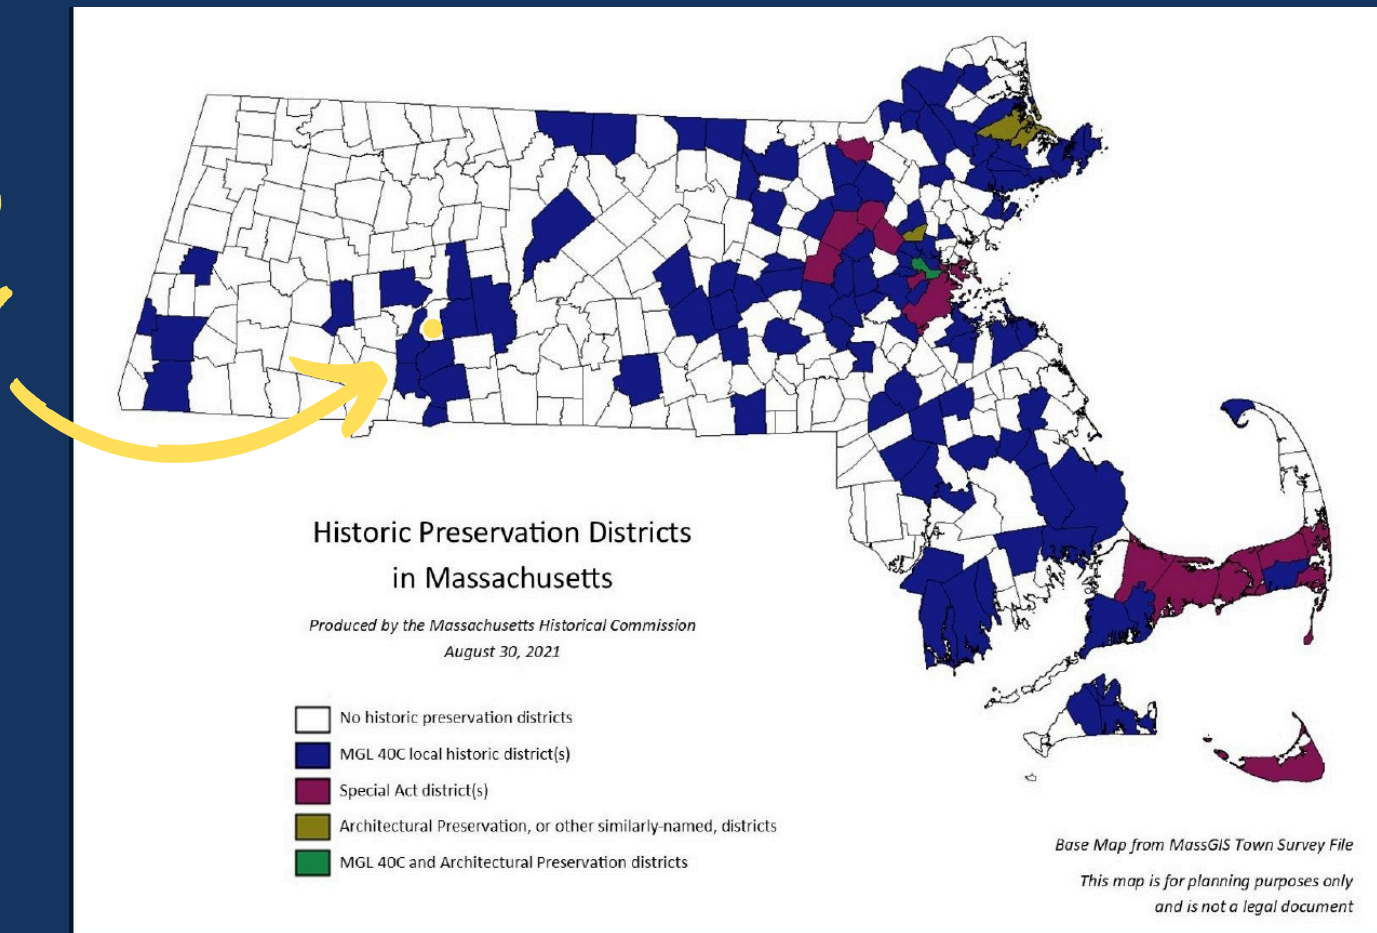 Historic Preservation Districts
in Massachusetts
Produced by the Massachusetts Historical Commission
August 30, 2021
No historic preservation districts
MGL 40C local historic district(s)
Special Act district(s)
Architectural Preservation, or other similarly-named, districts
MGL 40C and Architectural Preservation districts
Base Map from MassGIS Town Survey File
This map is for planning purposes only
and is not a legal document